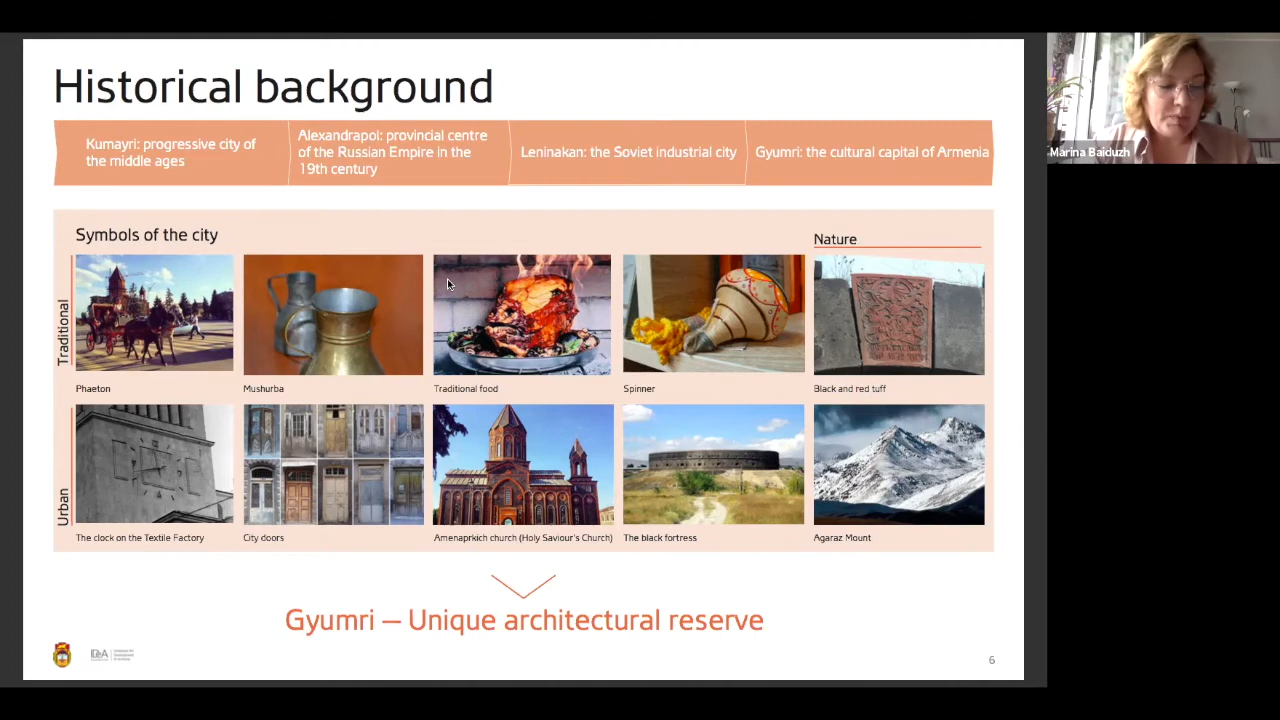 Historical background
Kumayri: progressive city of
the middle ages
Alexandrapol: provincial centre
of the Russian Empire in the
19th century
Leninakan: the Soviet industrial city
Gyumri: the cultural capital of Armenia
Marina Baiduzh
Symbols of the city
Nature
Traditional
Phaeton
Mushurba
Traditional food
Spinner
Black and red tuff
Urban
The clock on the Textile Factory
City doors
Amenaprkich church (Holy Saviour's Church)
The black fortress
Agaraz Mount
Gyumri — Unique architectural reserve
6